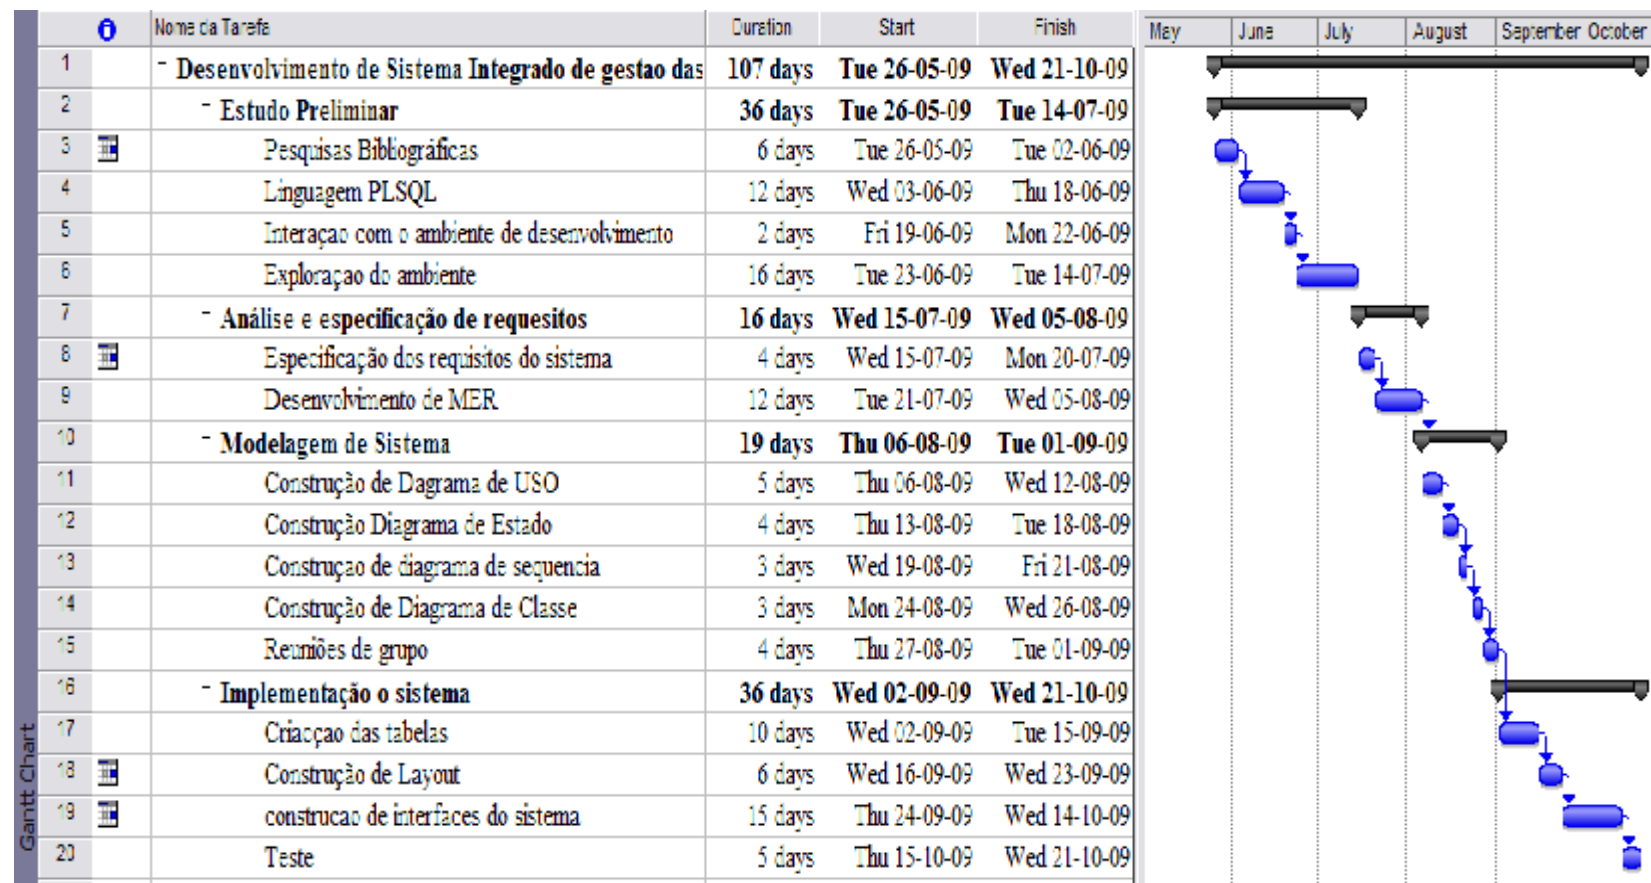 Nome da Tarefa Duration Start Finish May June July August September October
1 Desenvolvimento de Sistema Integrado de gestao das 107 days Tue 26-05-09 Wed 21-10-09
2 Estudo Preliminar 36 days Tue 26-05-09 Tue 14-07-09
3 Pesquisas Bibliográficas 6 days Tue 26-05-09 Tue 02-06-09
4 Linguagem PLSQL 12 days Wed 03-06-09 Thu 18-06-09
5 Interaçao com o ambiente de desenvolvimento 2 days Fri 19-06-09 Mon 22-06-09
6 Exploraçao do ambiente 16 days Tue 23-06-09 Tue 14-07-09
7 Análise e especificação de requesitos 16 days Wed 15-07-09 Wed 05-08-09
8 Especificação dos requisitos do sistema 4 days Wed 15-07-09 Mon 20-07-09
9 Desenvolvimento de MER 12 days Tue 21-07-09 Wed 05-08-09
10 Modelagem de Sistema 19 days Thu 06-08-09 Tue 01-09-09
11 Construção de Dagrama de USO 5 days Thu 06-08-09 Wed 12-08-09
12 Construção Diagrama de Estado 4 days Thu 13-08-09 Tue 18-08-09
13 Construçao de diagrama de sequencia 3 days Wed 19-08-09 Fri 21-08-09
14 Construção de Diagrama de Classe 3 days Mon 24-08-09 Wed 26-08-09
15 Reuniões de grupo 4 days Thu 27-08-09 Tue 01-09-09
16 Implementação o sistema 36 days Wed 02-09-09 Wed 21-10-09
17 Criacçao das tabelas 10 days Wed 02-09-09 Tue 15-09-09
18 Construção de Layout 6 days Wed 16-09-09 Wed 23-09-09
19 construcao de interfaces do sistema 15 days Thu 24-09-09 Wed 14-10-09
20 Teste 5 days Thu 15-10-09 Wed 21-10-09
Gantt Chart